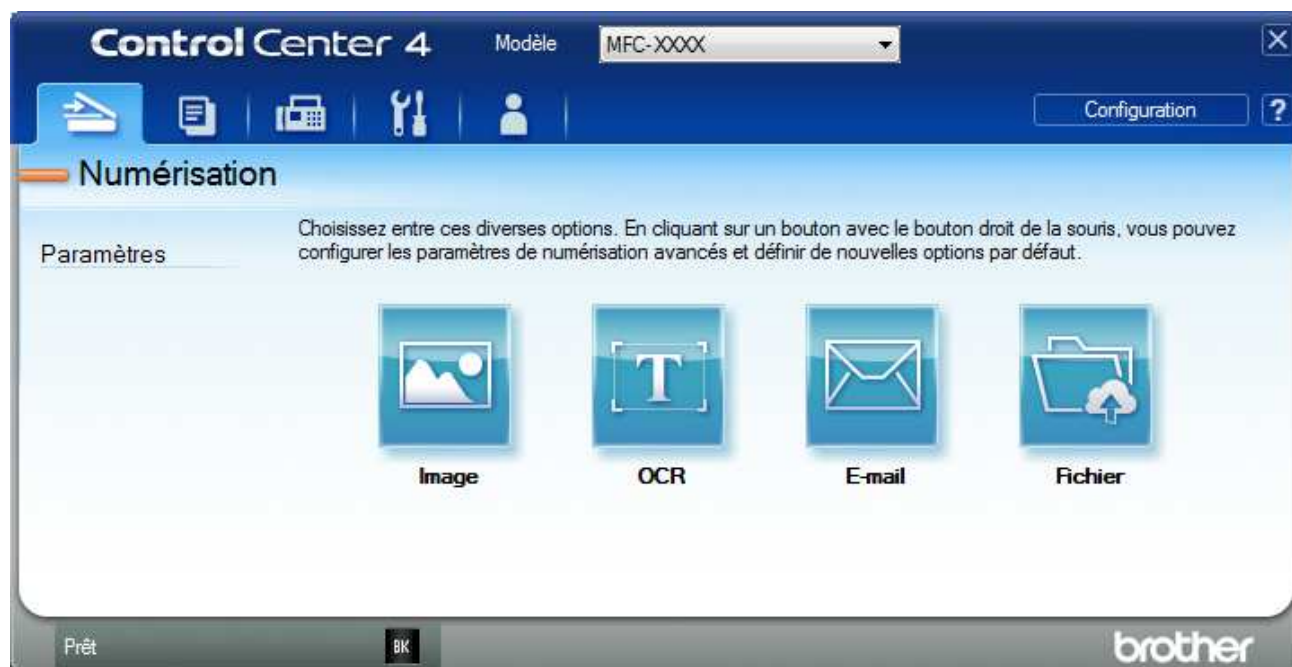 Control Center 4 Modèle MFC-XXXX
Configuration ?
Numérisation
Choisissez entre ces diverses options. En cliquant sur un bouton avec le bouton droit de la souris, vous pouvez
configurer les paramètres de numérisation avancés et définir de nouvelles options par défaut.
Paramètres
T
Image OCR E-mail Fichier
Prêt BK brother